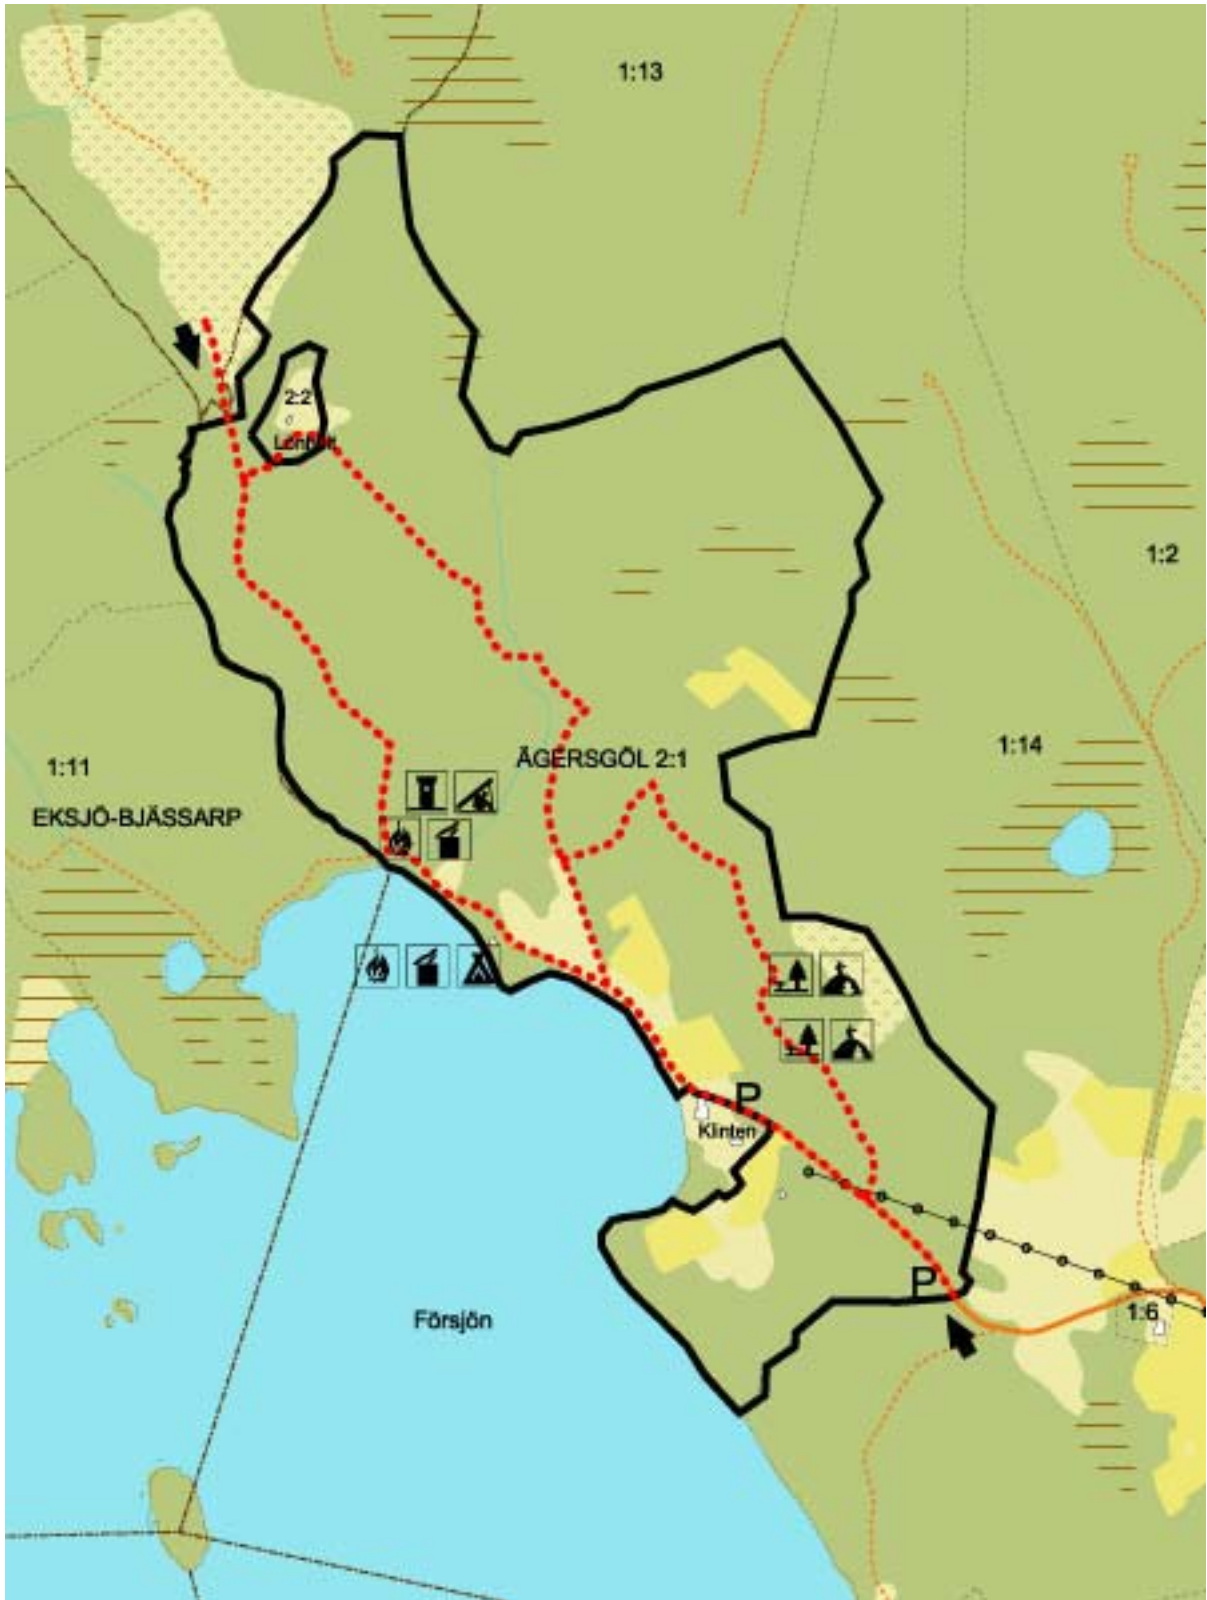 1:13
2:2
1:2
1:14
ÄGERSGÖL 2:1
1:11
EKSJÖ-BJÄSSARP
P
Klinten
P
1:6
Försjön